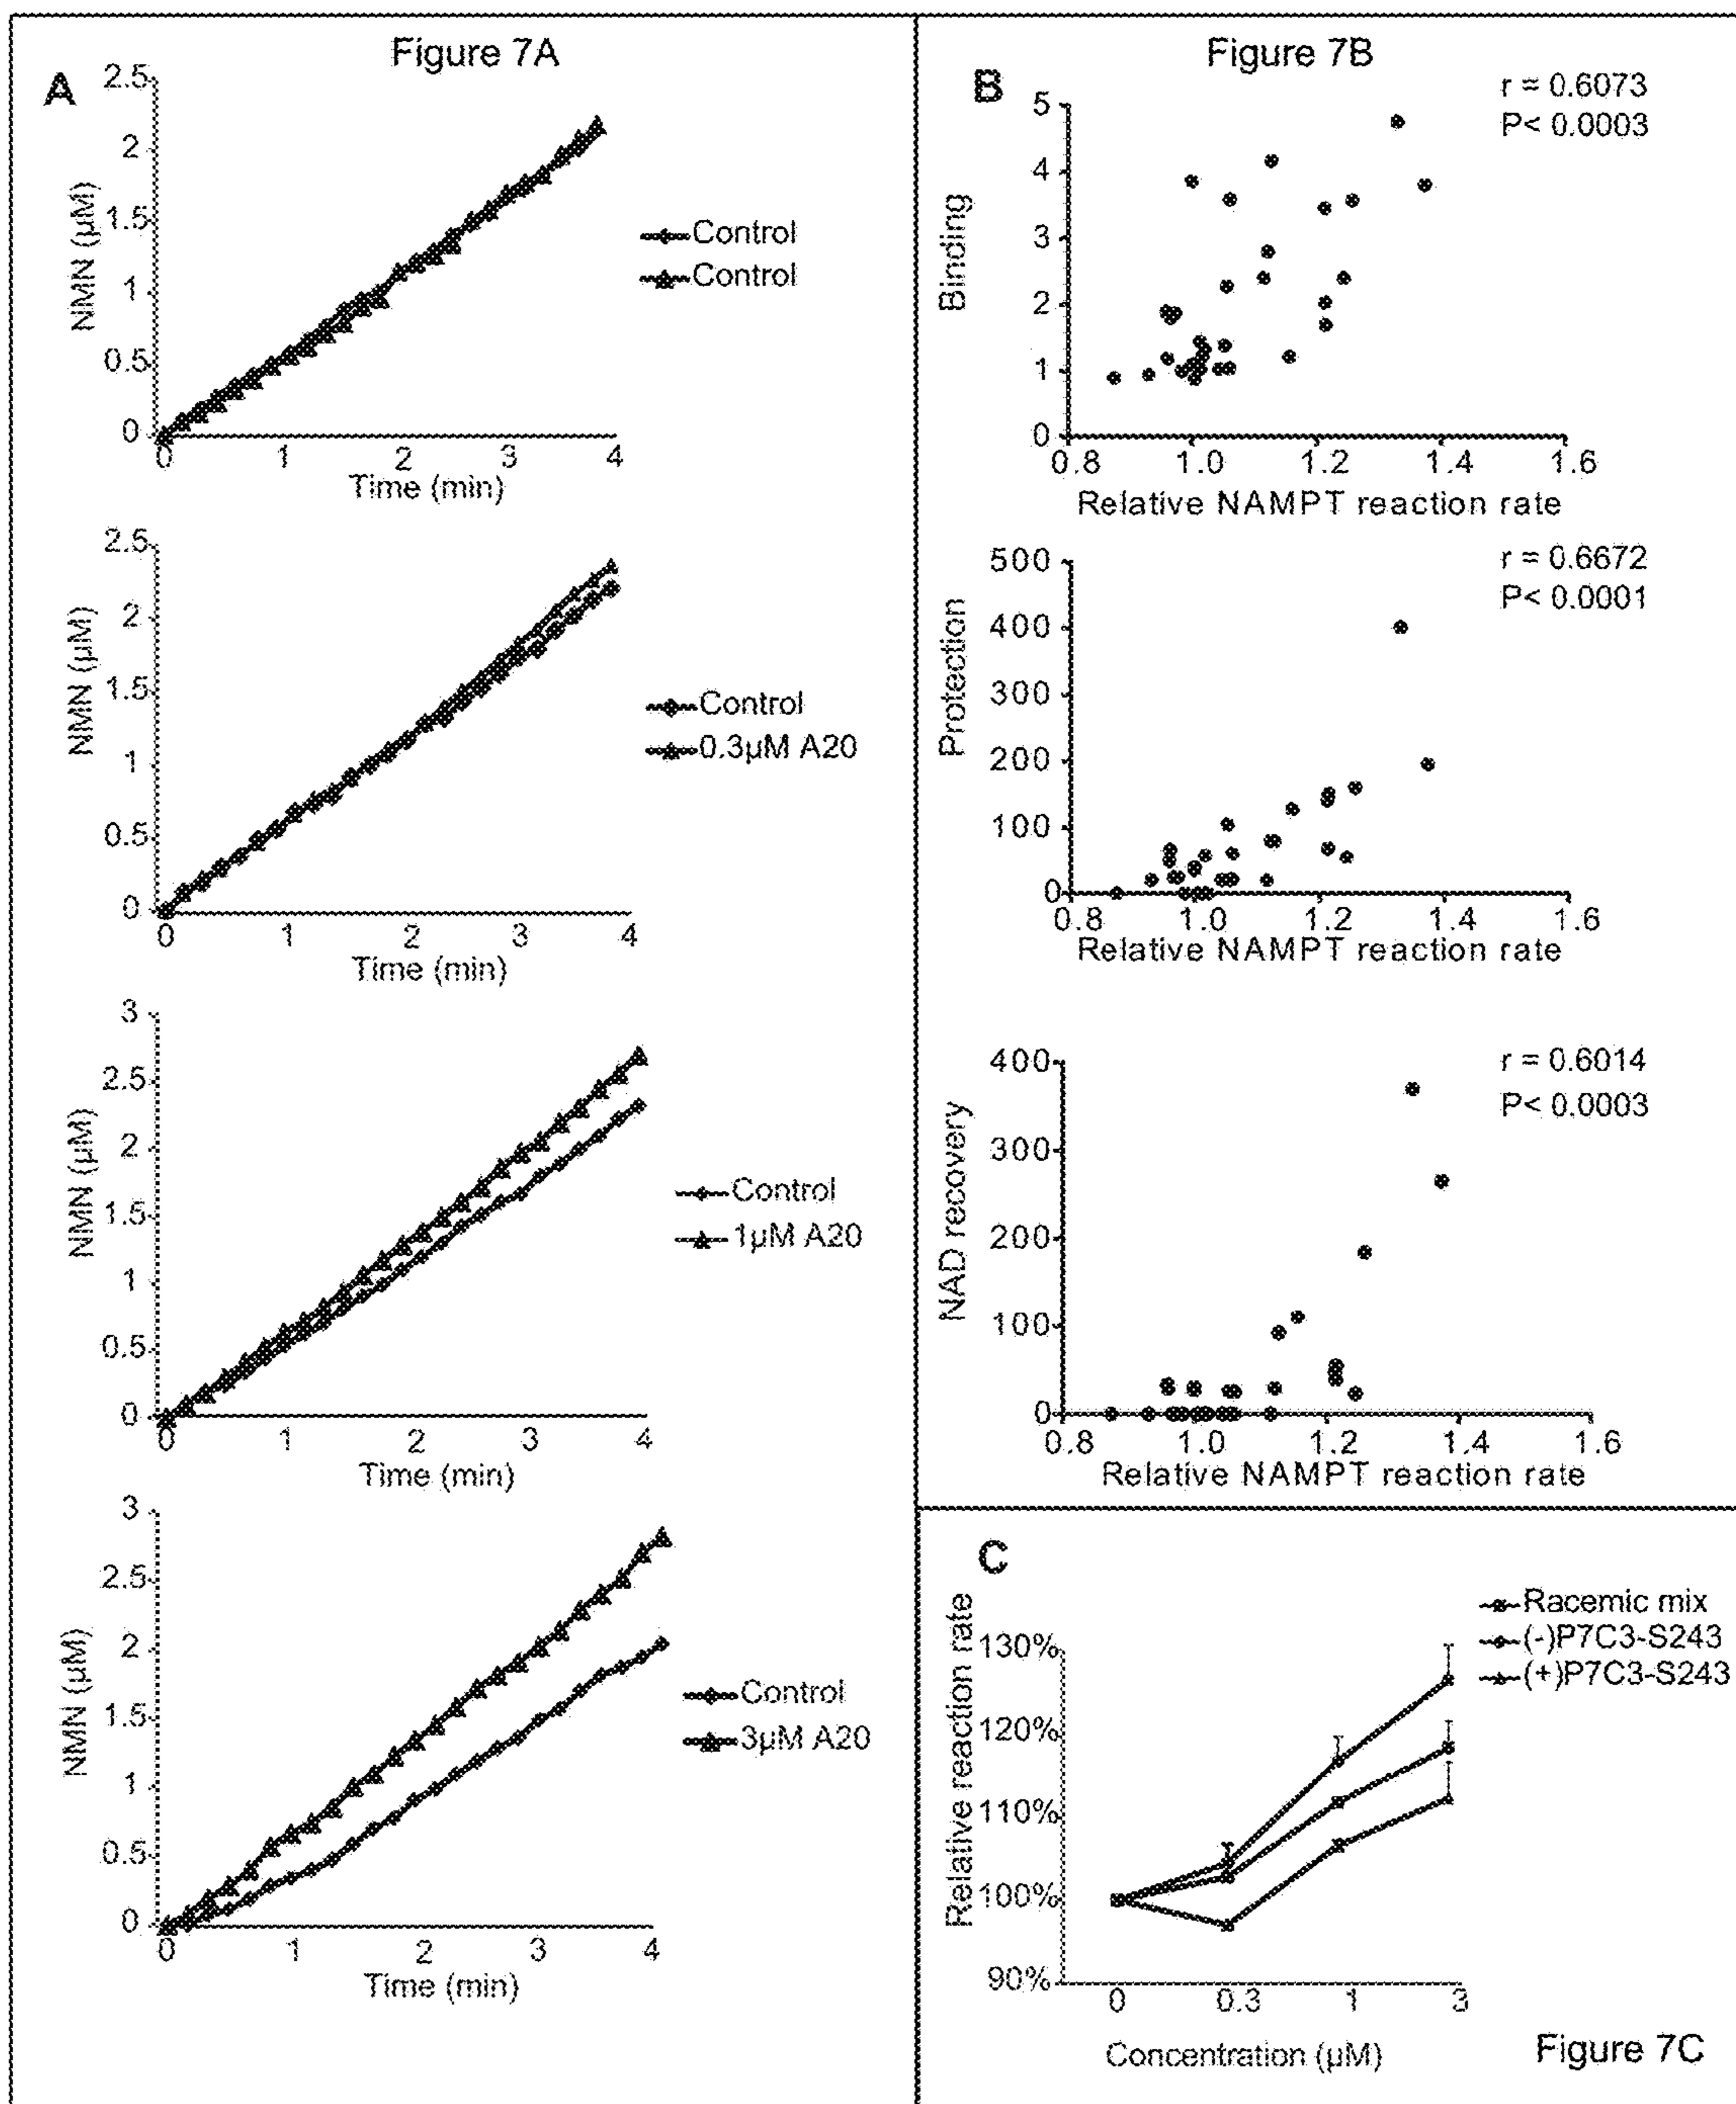 Figure 7A
A
2.5
2
1.5
1
0.5
0
NMN (µM)
0 1 2 3 4
Time (min)
Control
Control
2.5
2
1.5
1
0.5
0
NMN (µM)
0 1 2 3 4
Time (min)
Control
0.3µM A20
3
2.5
2
1.5
1
0.5
0
NMN (µM)
0 1 2 3 4
Time (min)
Control
1µM A20
3
2.5
2
1.5
1
0.5
0
NMN (µM)
0 1 2 3 4
Time (min)
Control
3µM A20
Figure 7B
B
r = 0.6073
P< 0.0003
5
4
3
2
1
0
Binding
0.8 1.0 1.2 1.4 1.6
Relative NAMPT reaction rate
r = 0.6672
P< 0.0001
500
400
300
200
100
0
Protection
0.8 1.0 1.2 1.4 1.6
Relative NAMPT reaction rate
r = 0.6014
P< 0.0003
400
300
200
100
0
NAD recovery
0.8 1.0 1.2 1.4 1.6
Relative NAMPT reaction rate
C
Racemic mix
(-)P7C3-S243
(+)P7C3-S243
130%
120%
110%
100%
90%
Relative reaction rate
0 0.3 1 3
Concentration (µM)
Figure 7C